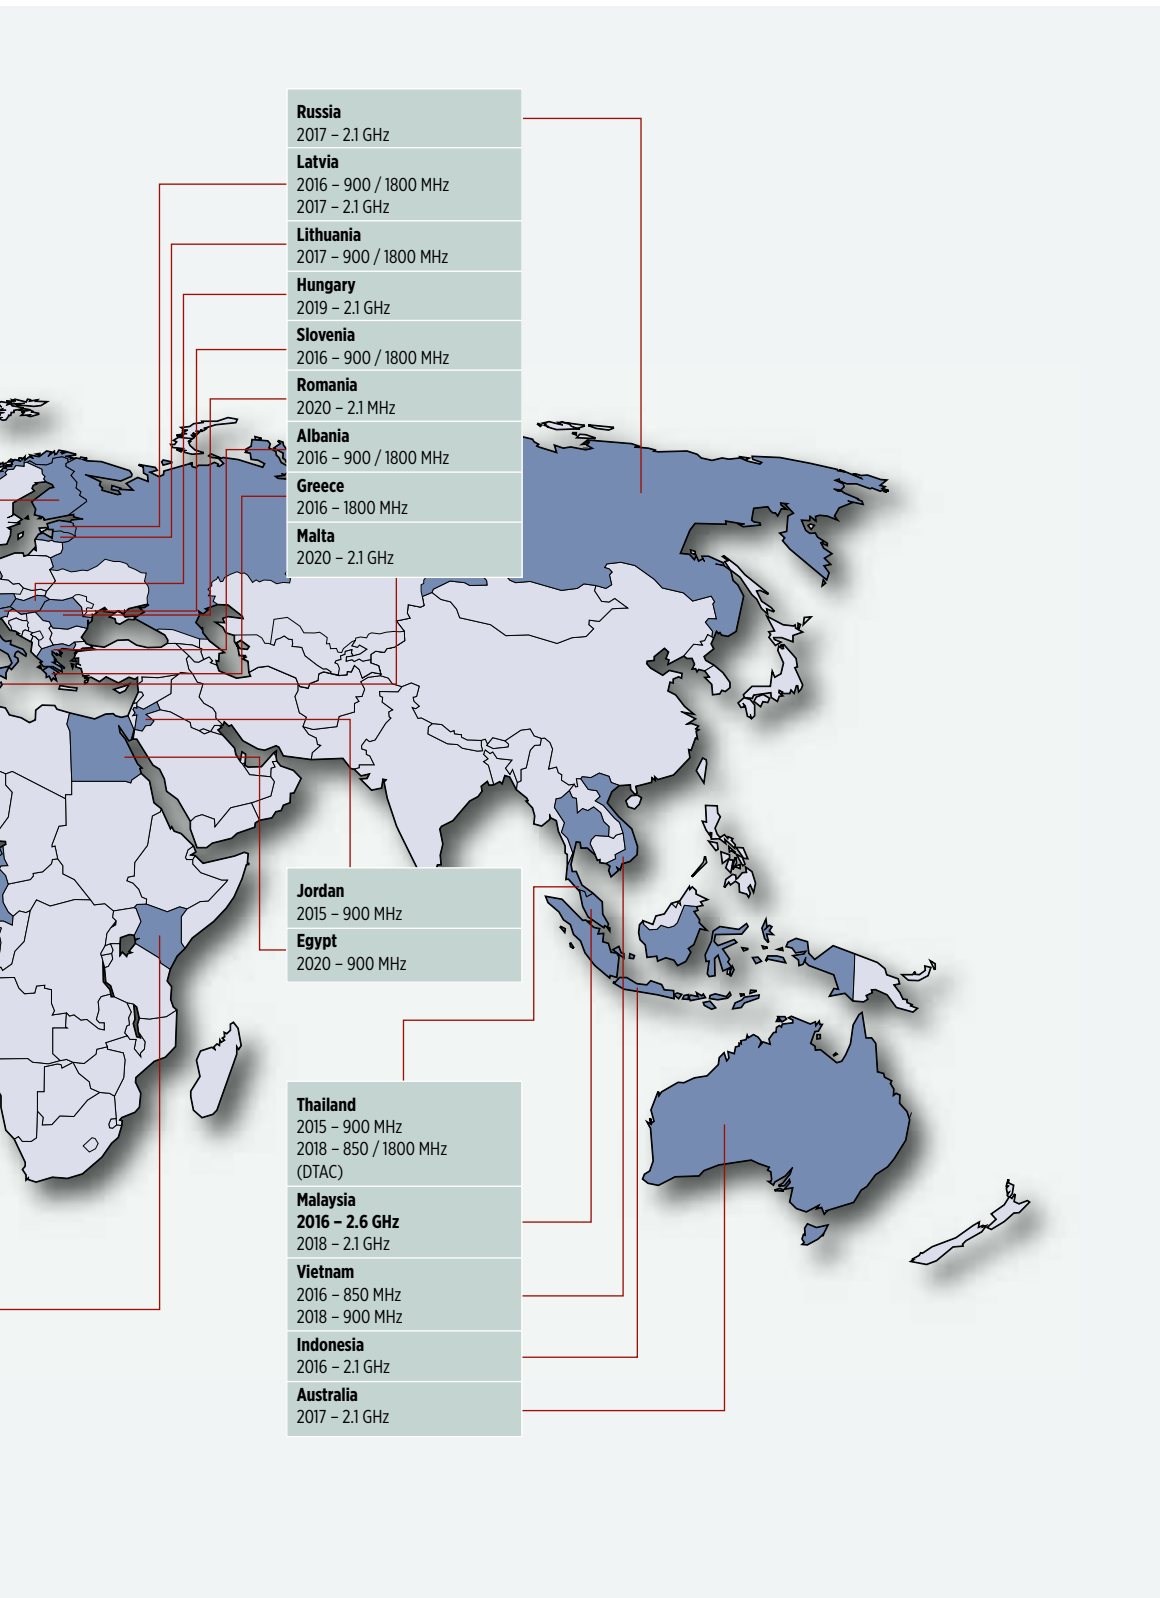 Russia
2017 – 2.1 GHz
Latvia
2016 – 900 / 1800 MHz
2017 – 2.1 GHz
Lithuania
2017 – 900 / 1800 MHz
Hungary
2019 – 2.1 GHz
Slovenia
2016 – 900 / 1800 MHz
Romania
2020 – 2.1 MHz
Albania
2016 – 900 / 1800 MHz
Greece
2016 – 1800 MHz
Malta
2020 – 2.1 GHz
Jordan
2015 – 900 MHz
Egypt
2020 – 900 MHz
Thailand
2015 – 900 MHz
2018 – 850 / 1800 MHz
(DTAC)
Malaysia
2016 – 2.6 GHz
2018 – 2.1 GHz
Vietnam
2016 – 850 MHz
2018 – 900 MHz
Indonesia
2016 – 2.1 GHz
Australia
2017 – 2.1 GHz